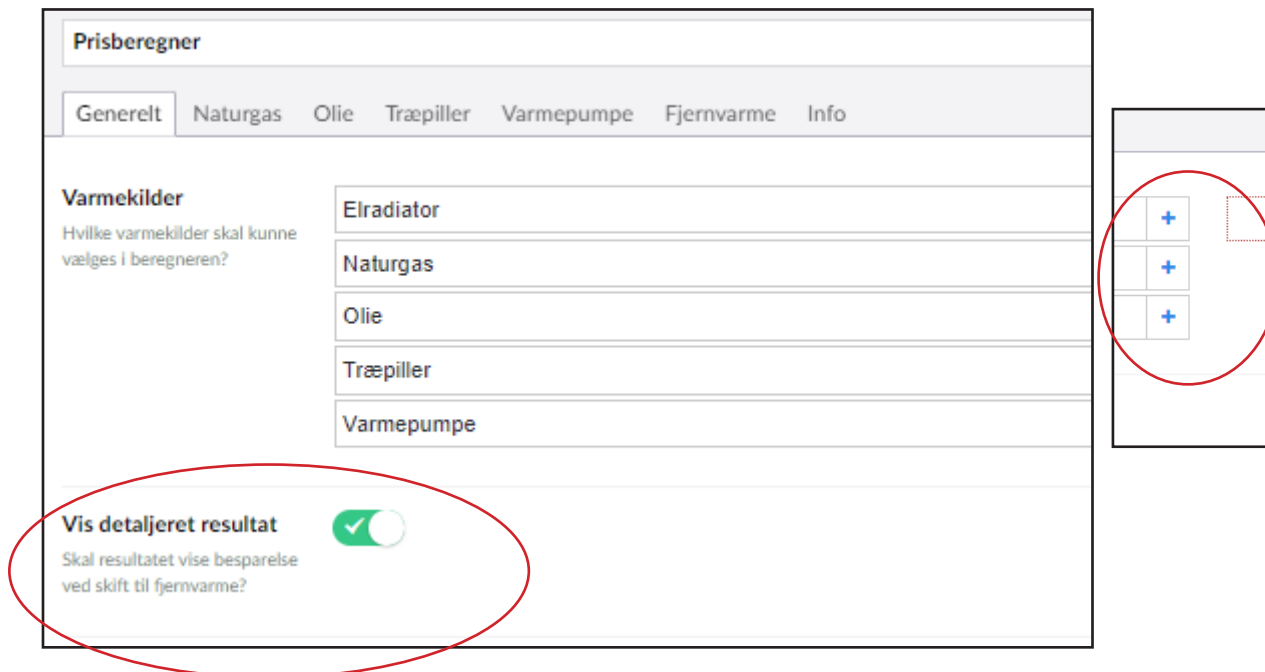 Prisberegner
Generelt Naturgas Olie Træpiller Varmepumpe Fjernvarme Info
Varmekilder
Hvilke varmekilder skal kunne
vælges i beregneren?
Elradiator
Naturgas
Olie
Træpiller
Varmepumpe
Vis detaljeret resultat
Skal resultatet vise besparelse
ved skift til fjernvarme?
+
+
+